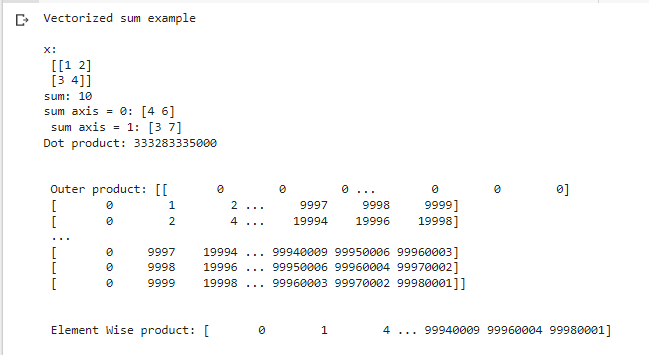 Vectorized sum example
x:
[[1 2]
[3 4]]
sum: 10
sum axis = 0: [4 6]
sum axis = 1: [3 7]
Dot product: 333283335000
Outer product: [[ 0 0 0 ... 0 0 0]
[ 0 1 2 ... 9997 9998 9999]
[ 0 2 4 ... 19994 19996 19998]
...
[ 0 9997 19994 ... 99940009 99950006 99960003]
[ 0 9998 19996 ... 99950006 99960004 99970002]
[ 0 9999 19998 ... 99960003 99970002 99980001]]
Element Wise product: [ 0 1 4 ... 99940009 99960004 99980001]